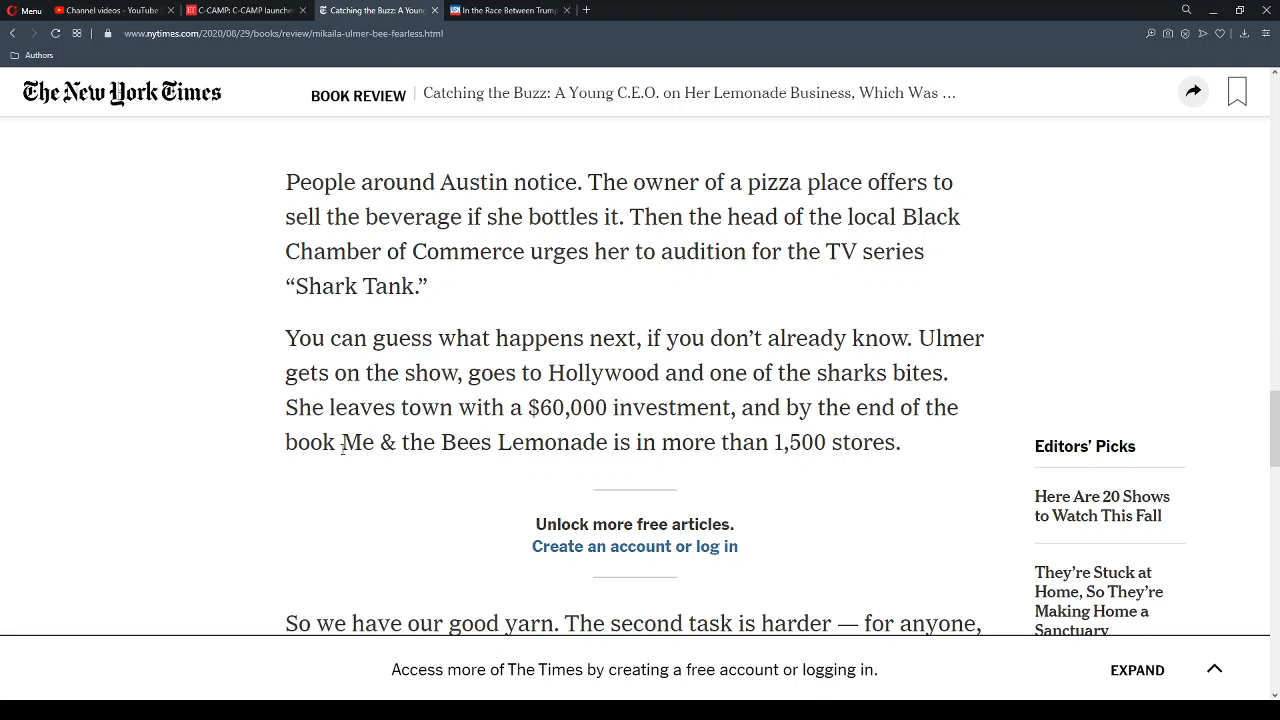 Menu
Channel videos - YouTube
C-CAMP: C-CAMP launche
Catching the Buzz: A Young
In the Race Between Trump
www.nytimes.com/2020/08/29/books/review/mikaila-ulmer-bee-fearless.html
Authors
The New York Times
BOOK REVIEW | Catching the Buzz: A Young C.E.O. on Her Lemonade Business, Which Was ...
People around Austin notice. The owner of a pizza place offers to
sell the beverage if she bottles it. Then the head of the local Black
Chamber of Commerce urges her to audition for the TV series
“Shark Tank.”
You can guess what happens next, if you don’t already know. Ulmer
gets on the show, goes to Hollywood and one of the sharks bites.
She leaves town with a $60,000 investment, and by the end of the
book Me & the Bees Lemonade is in more than 1,500 stores.
Unlock more free articles.
Create an account or log in
So we have our good yarn. The second task is harder — for anyone,
Editors’ Picks
Here Are 20 Shows
to Watch This Fall
They’re Stuck at
Home, So They’re
Making Home a
Sanctuary
Access more of The Times by creating a free account or logging in.
EXPAND